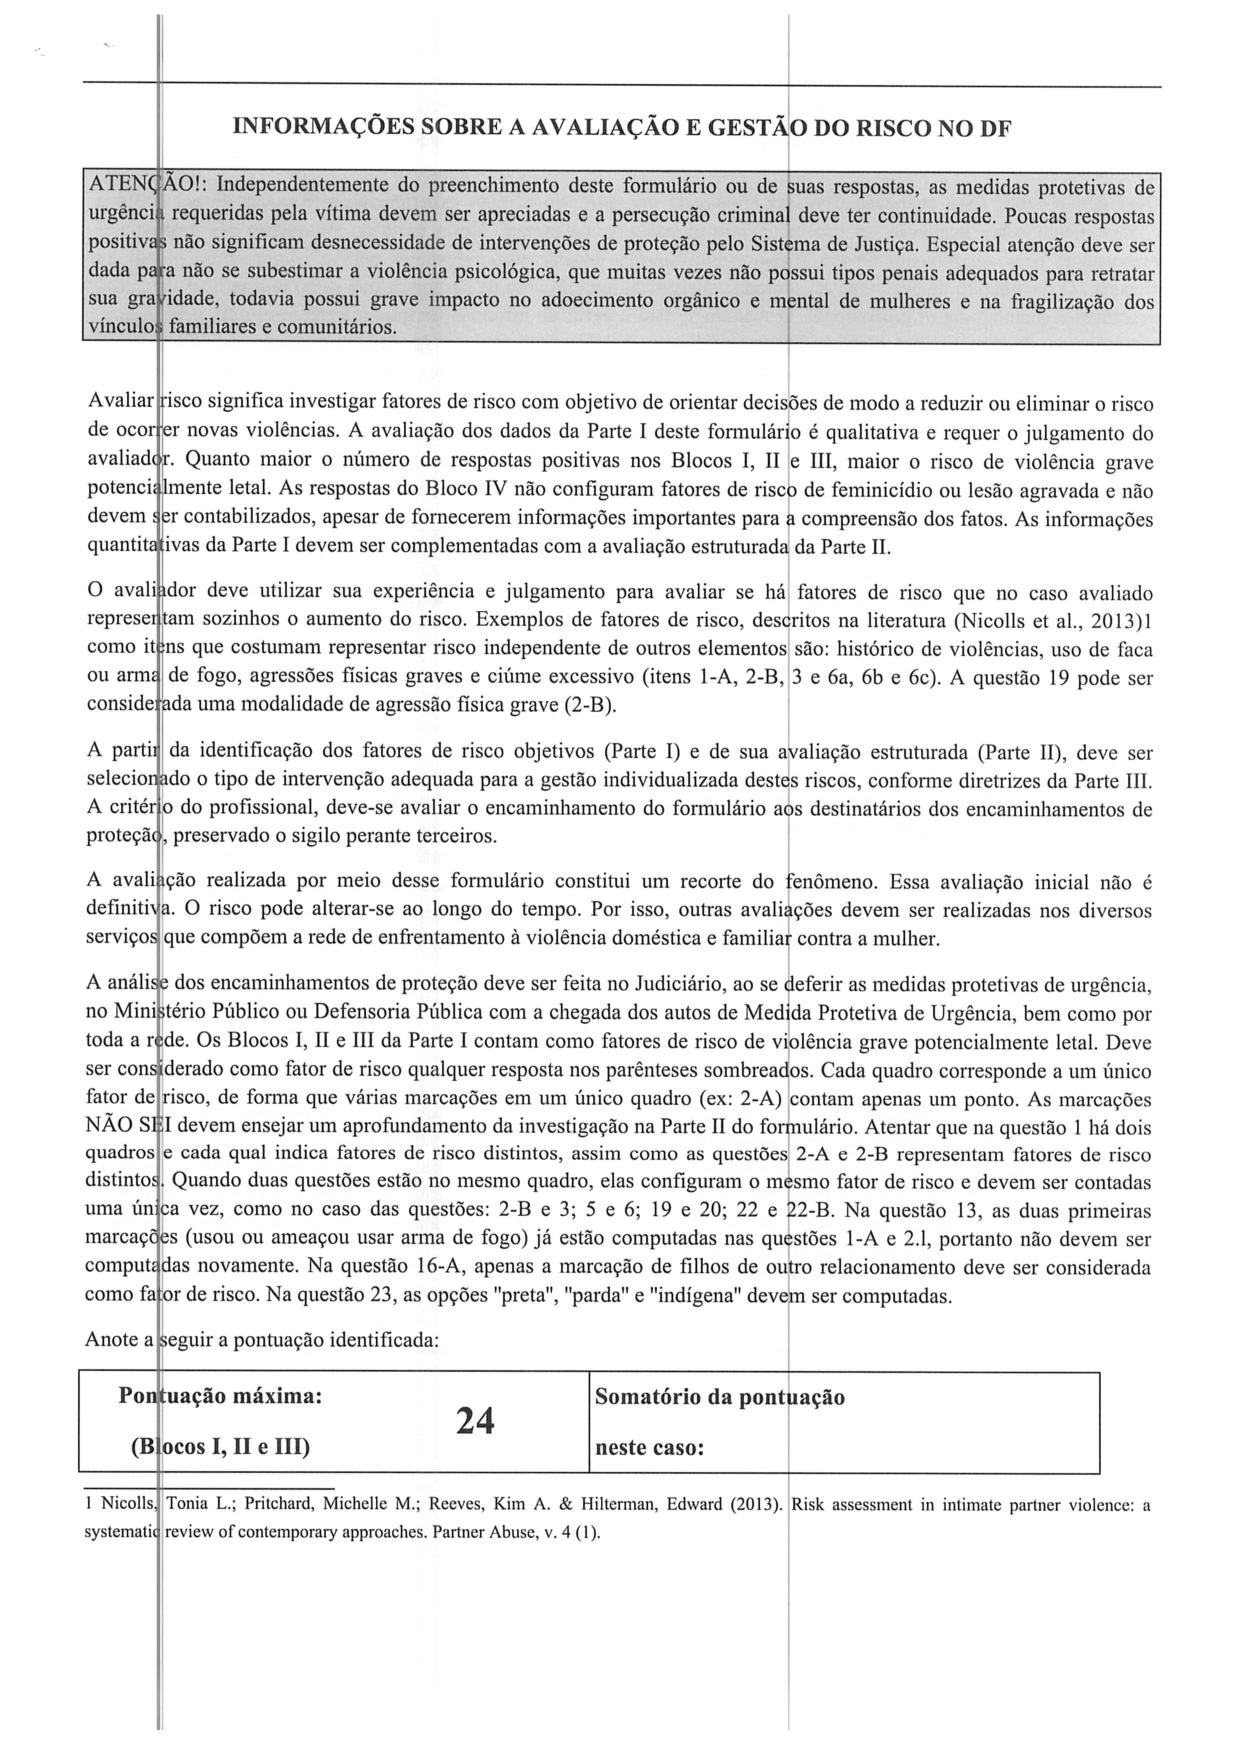 INFORMAÇÕES SOBRE A AVALIAÇÃO E GESTÃO DO RISCO NO DF
ATENÇÃO!: Independentemente do preenchimento deste formulário ou de suas respostas, as medidas protetivas de
urgência requeridas pela vítima devem ser apreciadas e a persecução criminal deve ter continuidade. Poucas respostas
positivas não significam desnecessidade de intervenções de proteção pelo Sistema de Justiça. Especial atenção deve ser
dada para não se subestimar a violência psicológica, que muitas vezes não possui tipos penais adequados para retratar
sua gravidade, todavia possui grave impacto no adoecimento orgânico e mental de mulheres e na fragilização dos
vínculos familiares e comunitários.
Avaliar risco significa investigar fatores de risco com objetivo de orientar decisões de modo a reduzir ou eliminar o risco
de ocorrer novas violências. A avaliação dos dados da Parte I deste formulário é qualitativa e requer o julgamento do
avaliador. Quanto maior o número de respostas positivas nos Blocos I, II e III, maior o risco de violência grave
potencialmente letal. As respostas do Bloco IV não configuram fatores de risco de feminicídio ou lesão agravada e não
devem ser contabilizados, apesar de fornecerem informações importantes para a compreensão dos fatos. As informações
quantitativas da Parte I devem ser complementadas com a avaliação estruturada da Parte II.
O avaliador deve utilizar sua experiência e julgamento para avaliar se há fatores de risco que no caso avaliado
representam sozinhos o aumento do risco. Exemplos de fatores de risco, descritos na literatura (Nicolls et al., 2013)1
como itens que costumam representar risco independente de outros elementos são: histórico de violências, uso de faca
ou arma de fogo, agressões físicas graves e ciúme excessivo (itens 1-A, 2-B, 3 e 6a, 6b e 6c). A questão 19 pode ser
considerada uma modalidade de agressão física grave (2-B).
A partir da identificação dos fatores de risco objetivos (Parte I) e de sua avaliação estruturada (Parte II), deve ser
selecionado o tipo de intervenção adequada para a gestão individualizada destes riscos, conforme diretrizes da Parte III.
A critério do profissional, deve-se avaliar o encaminhamento do formulário aos destinatários dos encaminhamentos de
proteção, preservado o sigilo perante terceiros.
A avaliação realizada por meio desse formulário constitui um recorte do fenômeno. Essa avaliação inicial não é
definitiva. O risco pode alterar-se ao longo do tempo. Por isso, outras avaliações devem ser realizadas nos diversos
serviços que compõem a rede de enfrentamento à violência doméstica e familiar contra a mulher.
A análise dos encaminhamentos de proteção deve ser feita no Judiciário, ao se deferir as medidas protetivas de urgência,
no Ministério Público ou Defensoria Pública com a chegada dos autos de Medida Protetiva de Urgência, bem como por
toda a rede. Os Blocos I, II e III da Parte I contam como fatores de risco de violência grave potencialmente letal. Deve
ser considerado como fator de risco qualquer resposta nos parênteses sombreados. Cada quadro corresponde a um único
fator de risco, de forma que várias marcações em um único quadro (ex: 2-A) contam apenas um ponto. As marcações
NÃO SEI devem ensejar um aprofundamento da investigação na Parte II do formulário. Atentar que na questão 1 há dois
quadros e cada qual indica fatores de risco distintos, assim como as questões 2-A e 2-B representam fatores de risco
distintos. Quando duas questões estão no mesmo quadro, elas configuram o mesmo fator de risco e devem ser contadas
uma única vez, como no caso das questões: 2-B e 3; 5 e 6; 19 e 20; 22 e 22-B. Na questão 13, as duas primeiras
marcações (usou ou ameaçou usar arma de fogo) já estão computadas nas questões 1-A e 2.1, portanto não devem ser
computadas novamente. Na questão 16-A, apenas a marcação de filhos de outro relacionamento deve ser considerada
como fator de risco. Na questão 23, as opções "preta", "parda" e "indígena" devem ser computadas.
Anote a seguir a pontuação identificada:
Pontuação máxima:
(Blocos I, II e III)
24
Somatório da pontuação
neste caso:
1 Nicolls, Tonia L.; Pritchard, Michelle M.; Reeves, Kim A. & Hilterman, Edward (2013). Risk assessment in intimate partner violence: a
systematic review of contemporary approaches. Partner Abuse, v. 4 (1).